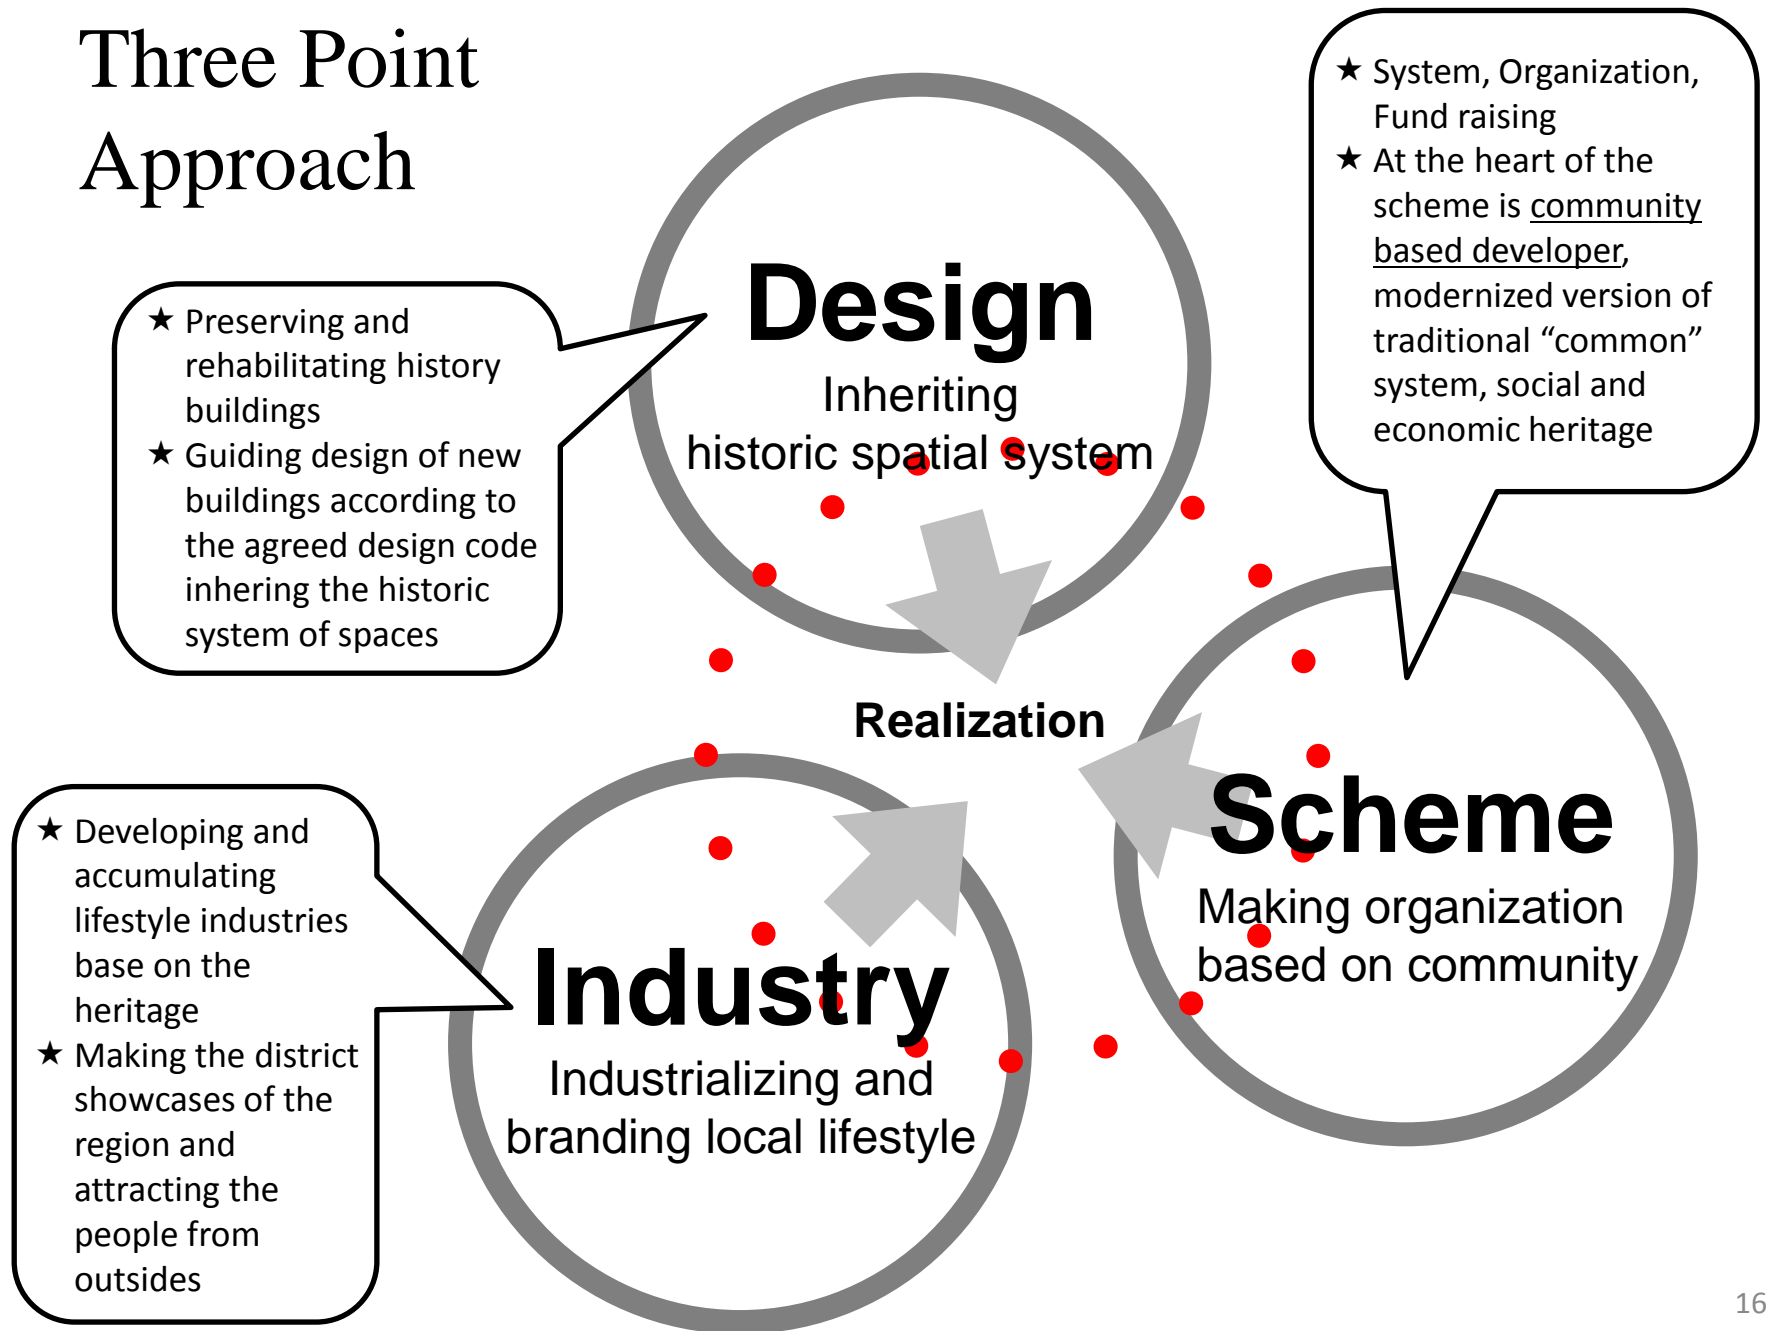 Three Point
Approach
★ Preserving and
rehabilitating history
buildings
★ Guiding design of new
buildings according to
the agreed design code
inhering the historic
system of spaces
Design
Inheriting
historic spatial system
★ System, Organization,
Fund raising
★ At the heart of the
scheme is community
based developer,
modernized version of
traditional “common”
system, social and
economic heritage
Realization
Scheme
Making organization
based on community
★ Developing and
accumulating
lifestyle industries
base on the
heritage
★ Making the district
showcases of the
region and
attracting the
people from
outsides
Industry
Industrializing and
branding local lifestyle
16